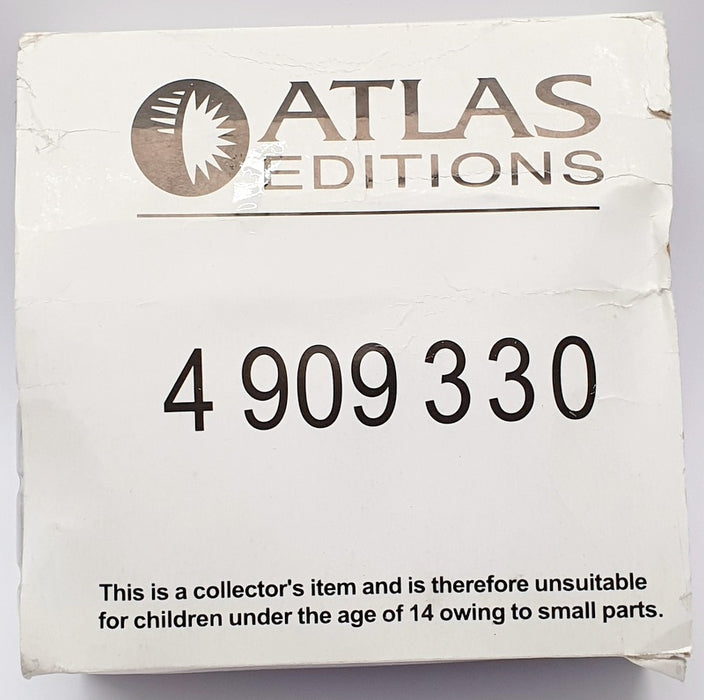 ATLAS
EDITIONS
4 909 330
This is a collector's item and is therefore unsuitable
for children under the age of 14 owing to small parts.